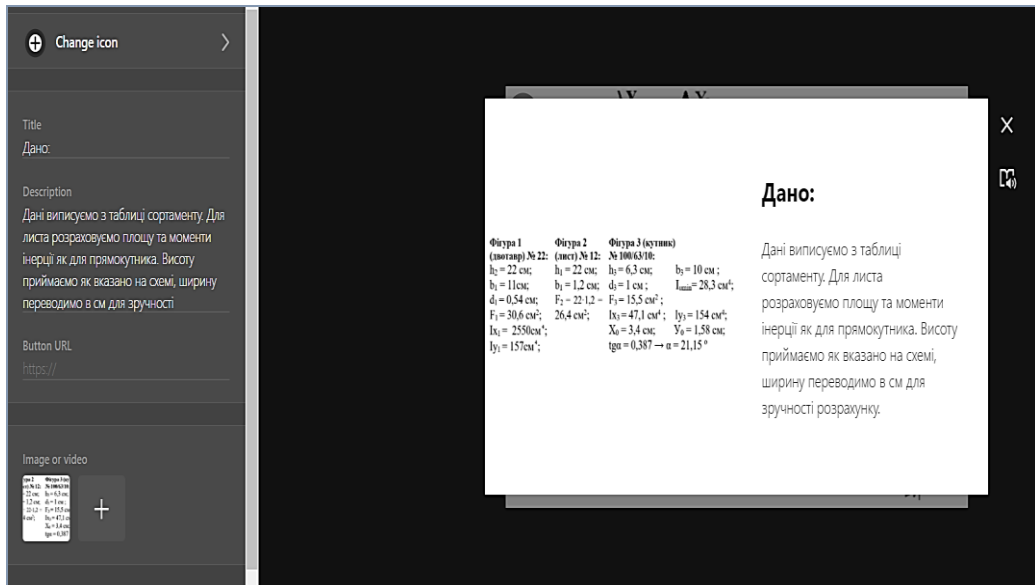 Change icon
Title
Дано:
Description
Дані виписуємо з таблиці сортаменту. Для
листа розраховуємо площу та моменти
інерції як для прямокутника. Висоту
приймаємо як вказано на схемі, ширину
переводимо в см для зручності
Button URL
https://
Image or video
Фігура 1 Фігура 2 Фігура 3 (кутник)
(двотавр) № 22: (лист) № 12: № 100/63/10:
h₂ = 22 см; h₁ = 22 см; h₃ = 6,3 см; b₃ = 10 см ;
b₁ = 11см; b₁ = 1,2 см; d₃ = 1 см ; Iᵤₘᵢₙ= 28,3 см⁴;
d₁ = 0,54 см; F₂ = 22·1,2 = F₃ = 15,5 см² ;
F₁ = 30,6 см²; 26,4 см²; Ix₃ = 47,1 см⁴ ; Iy₃ = 154 см⁴;
Ix₁ = 2550см⁴; X₀ = 3,4 см; У₀ = 1,58 см;
Iy₁ = 157см⁴; tgα = 0,387 → α = 21,15 °
Дано:
Дані виписуємо з таблиці
сортаменту. Для листа
розраховуємо площу та моменти
інерції як для прямокутника. Висоту
приймаємо як вказано на схемі,
ширину переводимо в см для
зручності розрахунку.